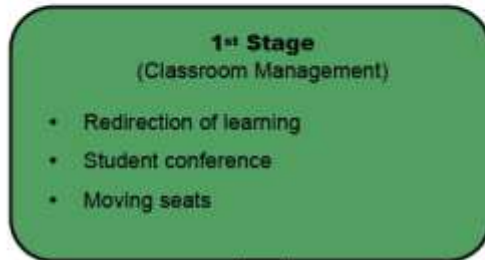 1st Stage
(Classroom Management)
• Redirection of learning
• Student conference
• Moving seats